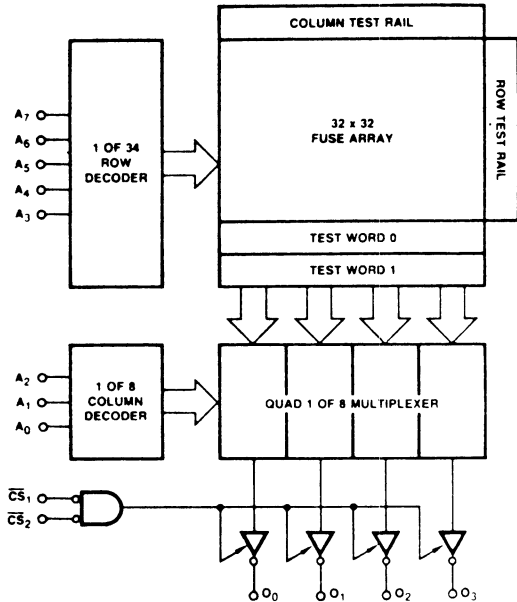 COLUMN TEST RAIL
A7
A6
A5
A4
A3
1 OF 34
ROW
DECODER
32 x 32
FUSE ARRAY
ROW TEST RAIL
TEST WORD 0
TEST WORD 1
A2
A1
A0
1 OF 8
COLUMN
DECODER
QUAD 1 OF 8 MULTIPLEXER
CS1
CS2
O0
O1
O2
O3